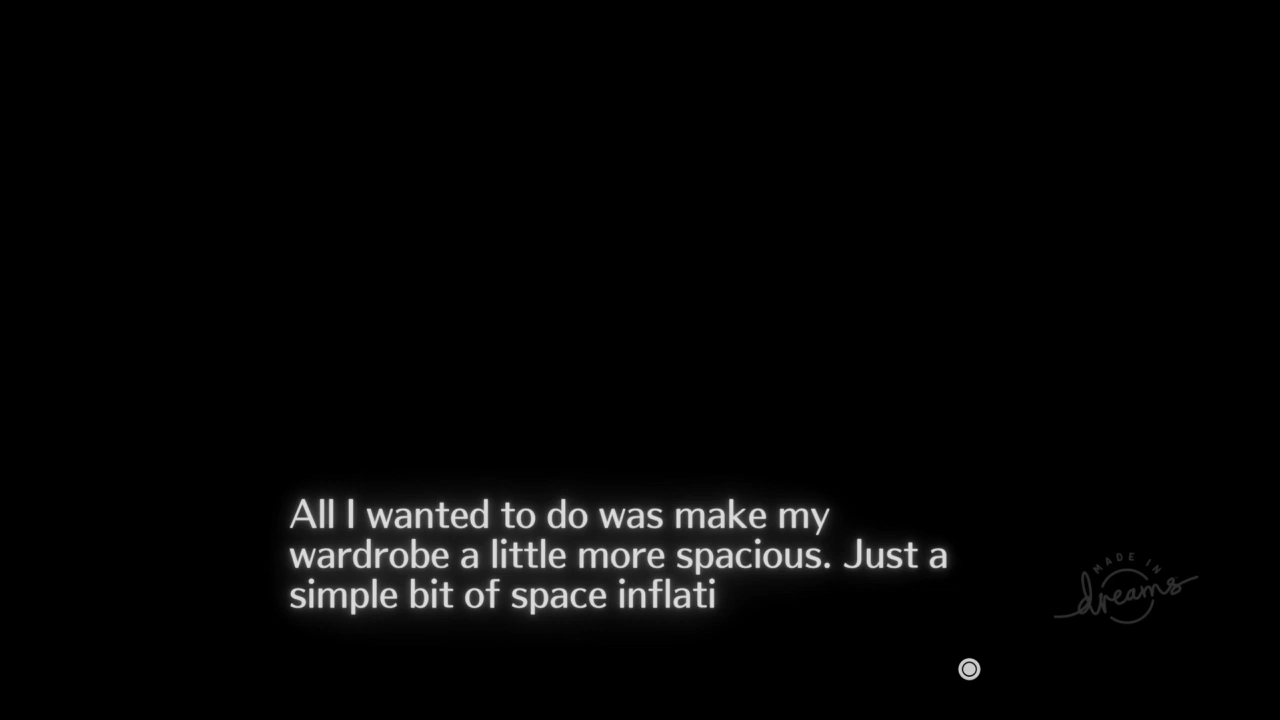 All I wanted to do was make my
wardrobe a little more spacious. Just a
simple bit of space inflati
MADE IN
dreams